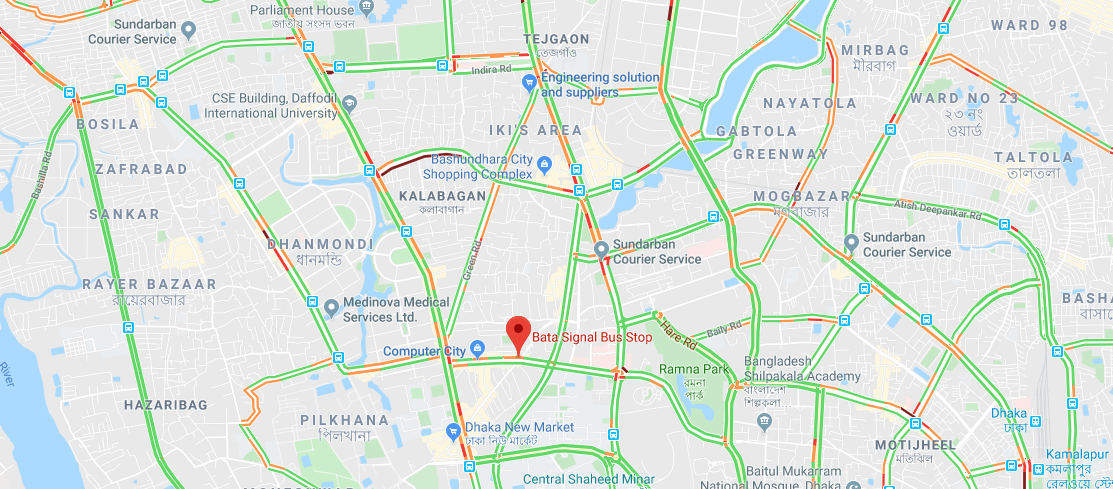 Parliament House
জাতীয় সংসদ ভবন
Sundarban
Courier Service
TEJGAON
তেজগাঁও
WARD 98
MIRBAG
মীরবাগ
Indira Rd
Engineering solution
and suppliers
CSE Building, Daffodil
International University
NAYATOLA
WARD NO 23
২৩ নং
ওয়ার্ড
BOSILA
IKI'S AREA
GABTOLA
Bashilla Rd
ZAFRABAD
Bashundhara City
Shopping Complex
GREENWAY
TALTOLA
তালতলা
KALABAGAN
কলাবাগান
MOGBAZAR
মগবাজার
Atish Deepankar Rd
SANKAR
DHANMONDI
ধানমন্ডি
Green Rd
Sundarban
Courier Service
Sundarban
Courier Service
RAYER BAZAAR
রায়েরবাজার
Medinova Medical
Services Ltd.
BASHA
বাসা
Hare Rd
Baily Rd
Bata Signal Bus Stop
Computer City
River
Ramna Park
রমনা
পার্ক
Bangladesh
Shilpakala Academy
বাংলাদেশ
শিল্পকলা...
HAZARIBAG
PILKHANA
পিলখানা
Dhaka New Market
ঢাকা নিউ মার্কেট
Dhaka
ঢাকা
MOTIJHEEL
মতিঝিল
Kamalapur
কমলাপুর
রেলওয়ে স্টে
Central Shaheed Minar
Baitul Mukarram
National Mosque, Dhaka